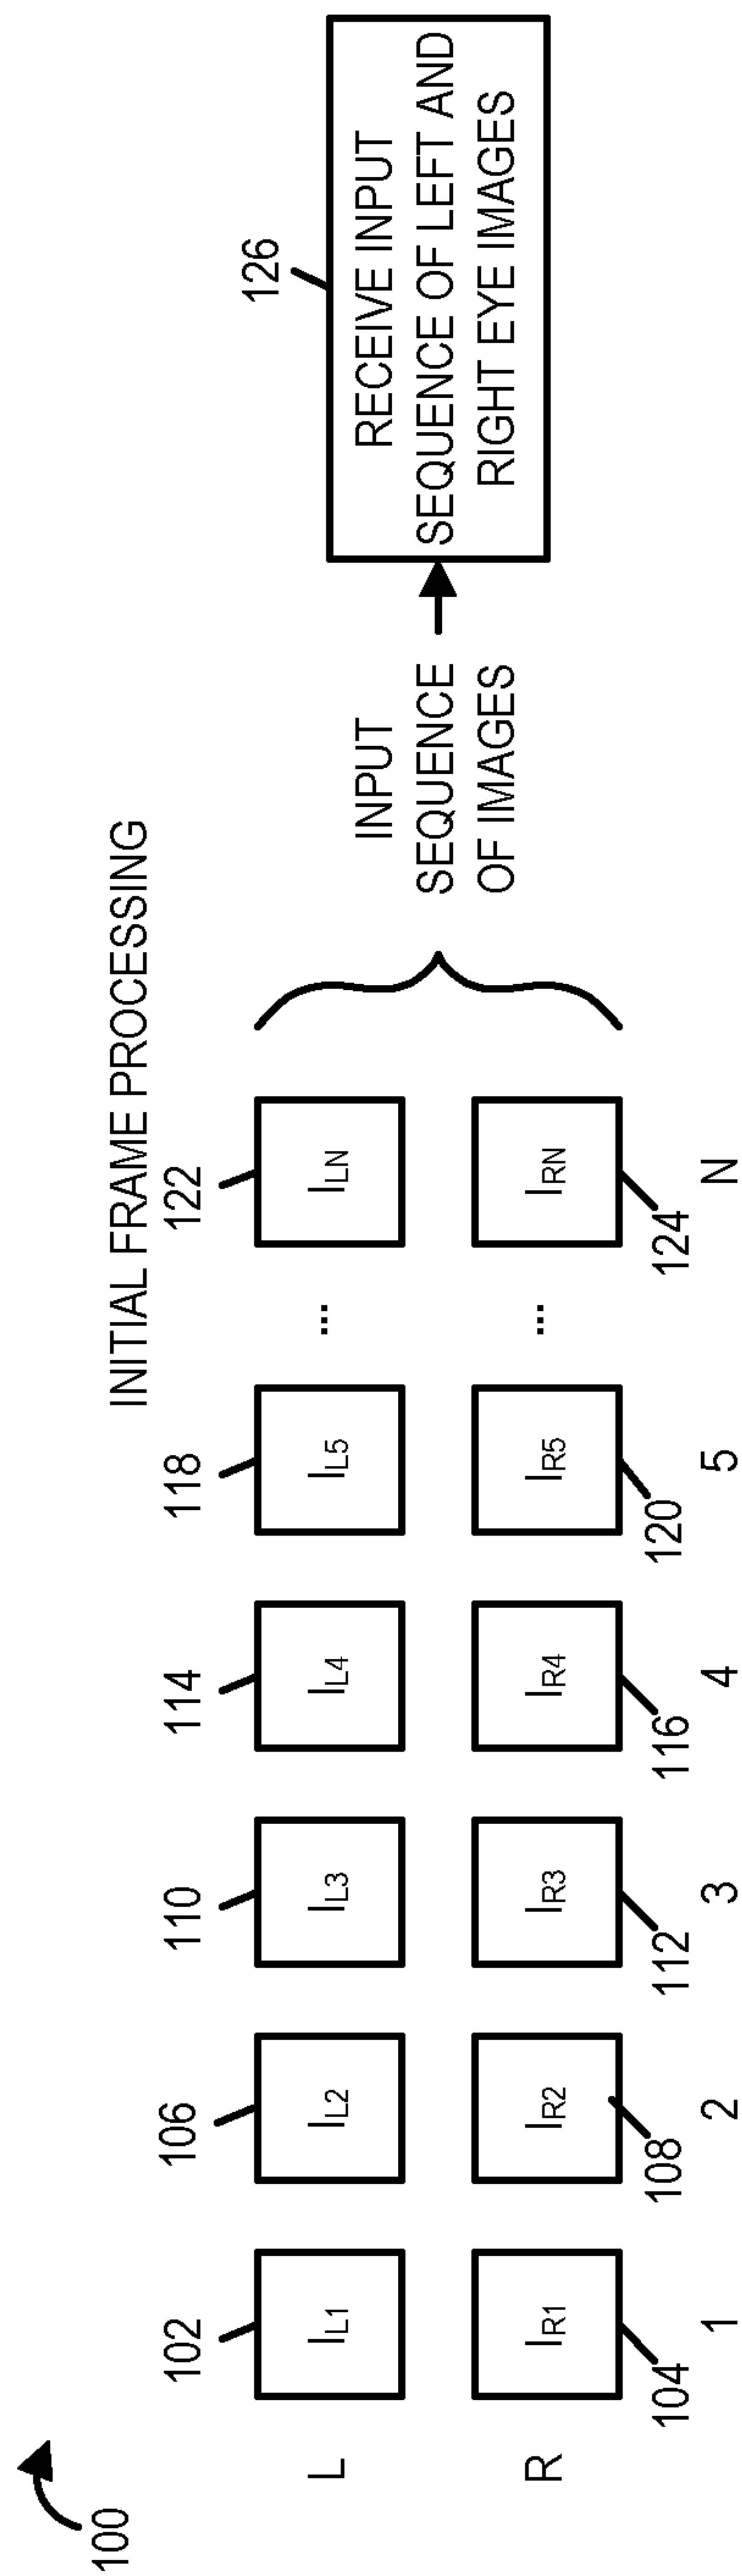 100
INITIAL FRAME PROCESSING
102 106 110 114 118 122
L I_L1 I_L2 I_L3 I_L4 I_L5 ... I_LN
R I_R1 I_R2 I_R3 I_R4 I_R5 ... I_RN
104 108 112 116 120 124
1 2 3 4 5 N
INPUT
SEQUENCE
OF IMAGES
126
RECEIVE INPUT
SEQUENCE OF LEFT AND
RIGHT EYE IMAGES